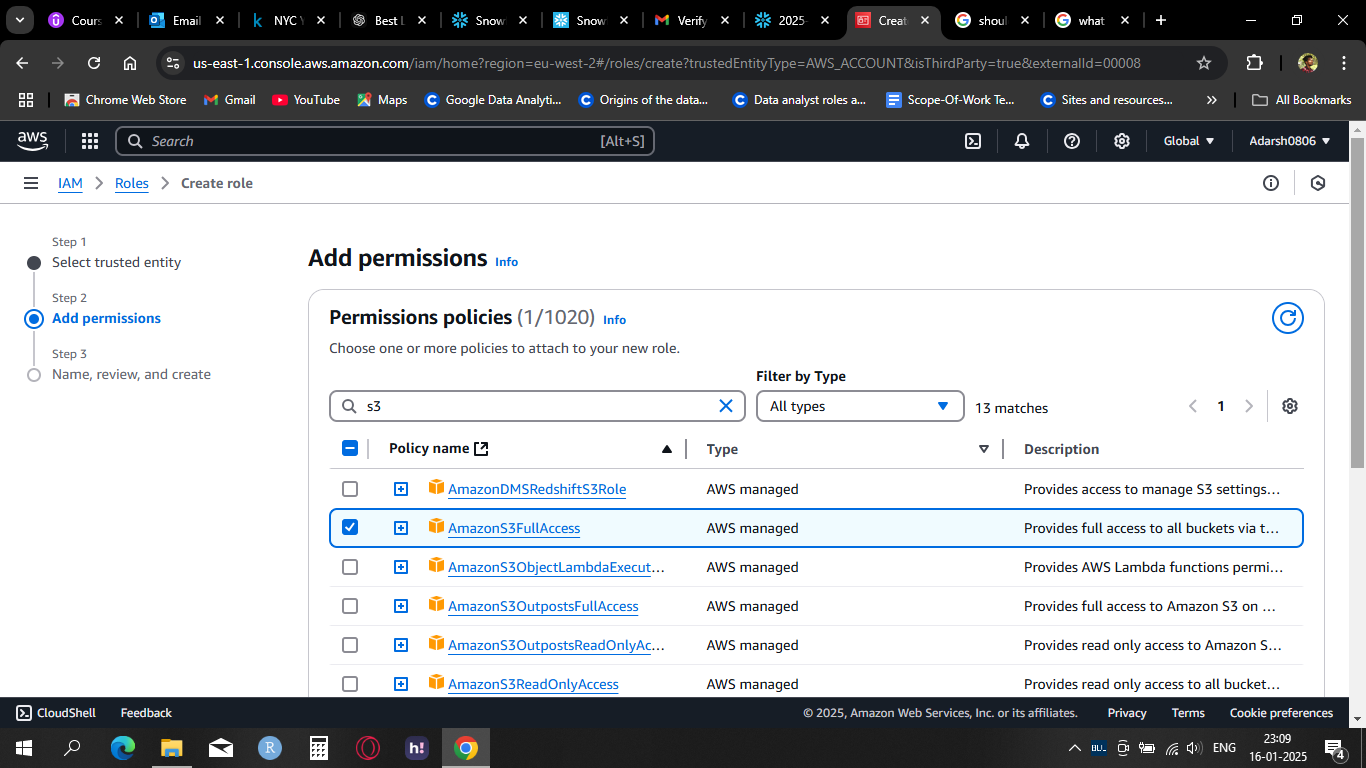 Cours
Email
NYC Y
Best L
Snow
Snow
Verify
2025-
Creat
shoul
what
us-east-1.console.aws.amazon.com/iam/home?region=eu-west-2#/roles/create?trustedEntityType=AWS_ACCOUNT&isThirdParty=true&externalId=00008
Chrome Web Store
Gmail
YouTube
Maps
Google Data Analyti...
Origins of the data...
Data analyst roles a...
Scope-Of-Work Te...
Sites and resources...
All Bookmarks
aws
Search
[Alt+S]
Global
Adarsh0806
IAM
Roles
Create role
Step 1
Select trusted entity
Step 2
Add permissions
Step 3
Name, review, and create
Add permissions Info
Permissions policies (1/1020) Info
Choose one or more policies to attach to your new role.
Filter by Type
s3
All types
13 matches
1
Policy name
Type
Description
AmazonDMSRedshiftS3Role
AWS managed
Provides access to manage S3 settings...
AmazonS3FullAccess
AWS managed
Provides full access to all buckets via t...
AmazonS3ObjectLambdaExecut...
AWS managed
Provides AWS Lambda functions permi...
AmazonS3OutpostsFullAccess
AWS managed
Provides full access to Amazon S3 on ...
AmazonS3OutpostsReadOnlyAc...
AWS managed
Provides read only access to Amazon S...
AmazonS3ReadOnlyAccess
AWS managed
Provides read only access to all bucket...
CloudShell
Feedback
© 2025, Amazon Web Services, Inc. or its affiliates.
Privacy
Terms
Cookie preferences
R
h!
ENG
23:09
16-01-2025
4